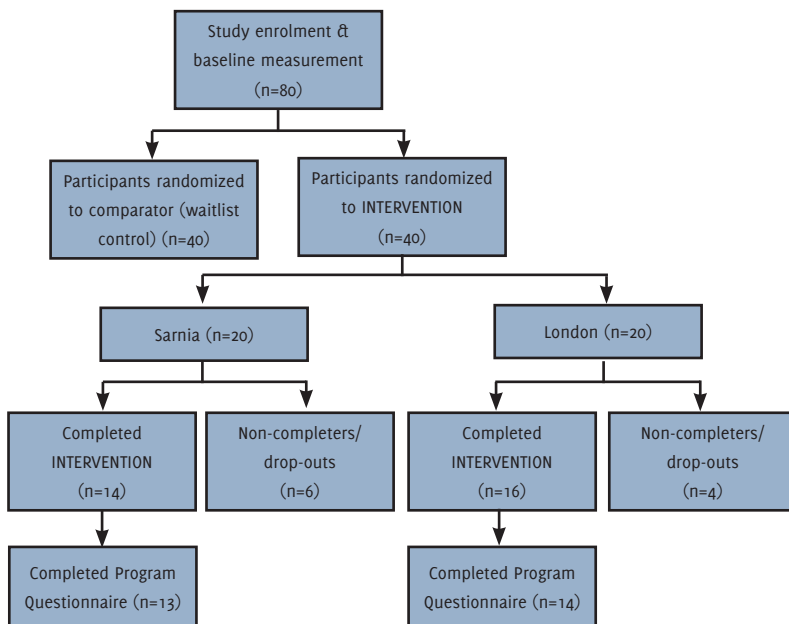 Study enrolment &
baseline measurement
(n=80)
Participants randomized
to comparator (waitlist
control) (n=40)
Participants randomized
to INTERVENTION
(n=40)
Sarnia (n=20)
London (n=20)
Completed
INTERVENTION
(n=14)
Non-completers/
drop-outs
(n=6)
Completed
INTERVENTION
(n=16)
Non-completers/
drop-outs
(n=4)
Completed Program
Questionnaire (n=13)
Completed Program
Questionnaire (n=14)